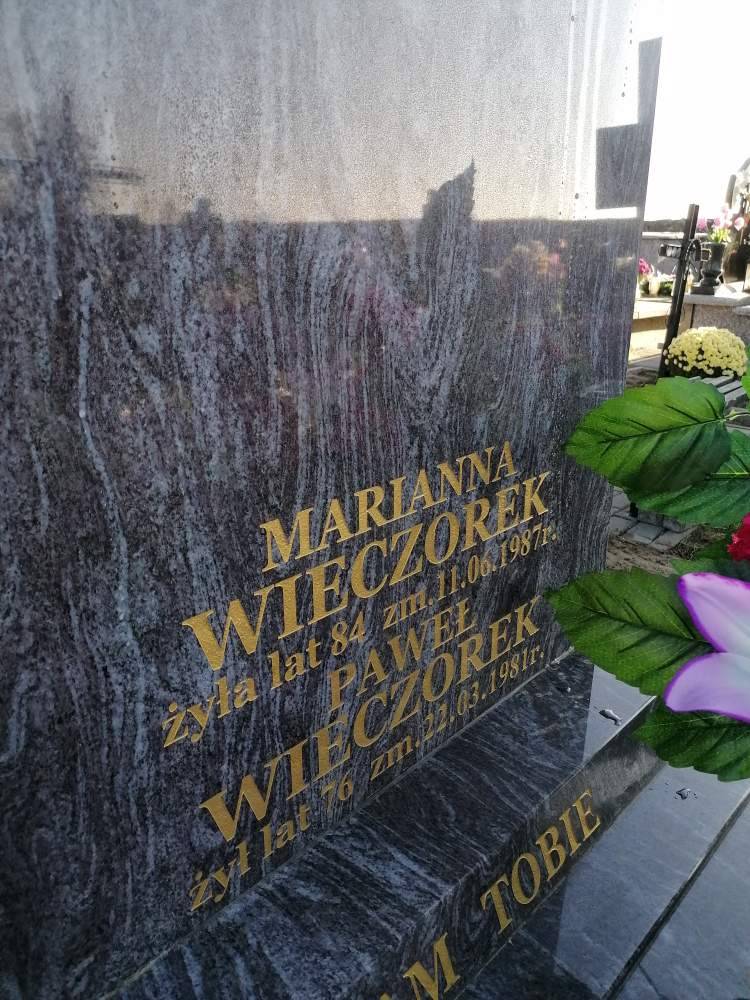 MARIANNA
WIECZOREK
żyła lat 84 zm.11.06.1987r.
PAWEŁ
WIECZOREK
żył lat 76 zm.22.03.1981r.
TOBIE